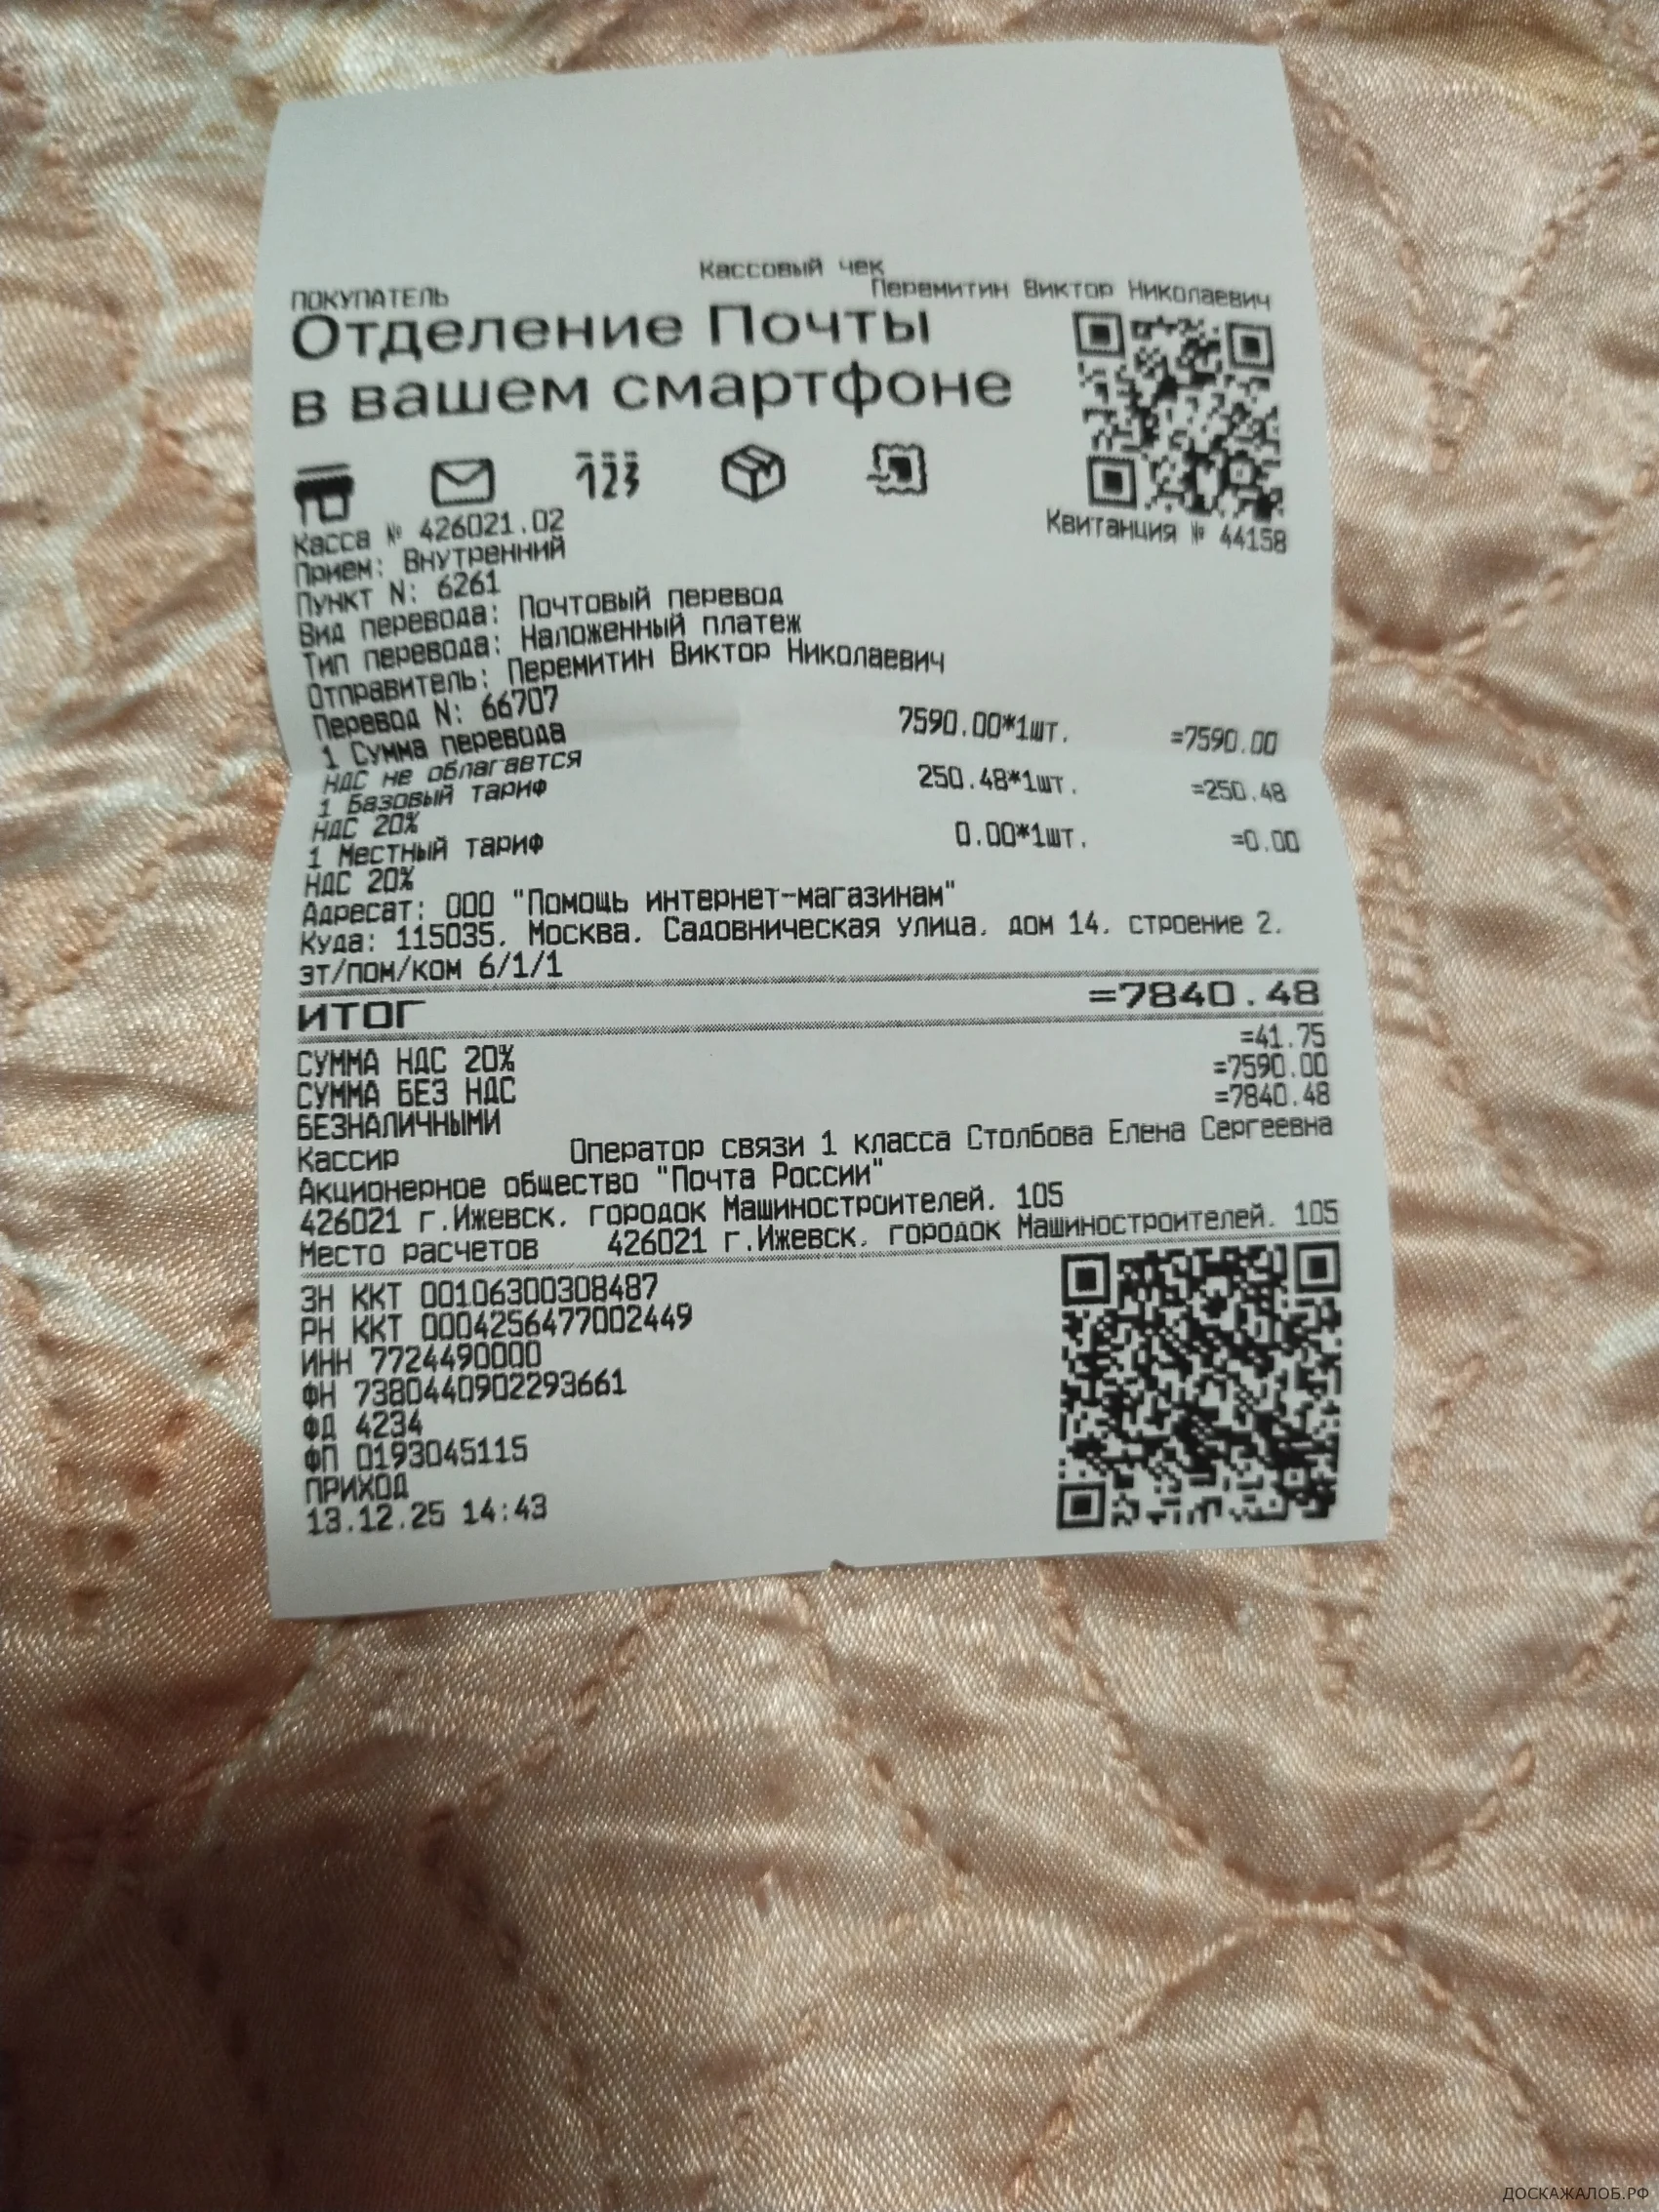 Кассовый чек
ПОКУПАТЕЛЬ Перемитин Виктор Николаевич
Отделение Почты
в вашем смартфоне
123
Касса № 426021.02 Квитанция № 44158
Прием: Внутренний
Пункт N: 6261
Вид перевода: Почтовый перевод
Тип перевода: Наложенный платеж
Отправитель: Перемитин Виктор Николаевич
Перевод N: 66707
1 Сумма перевода 7590.00*1шт. =7590.00
НДС не облагается
1 Базовый тариф 250.48*1шт. =250.48
НДС 20%
1 Местный тариф 0.00*1шт. =0.00
НДС 20%
Адресат: ООО "Помощь интернет-магазинам"
Куда: 115035, Москва, Садовническая улица, дом 14, строение 2,
эт/пом/ком 6/1/1
ИТОГ =7840.48
СУММА НДС 20% =41.75
СУММА БЕЗ НДС =7590.00
БЕЗНАЛИЧНЫМИ =7840.48
Кассир Оператор связи 1 класса Столбова Елена Сергеевна
Акционерное общество "Почта России"
426021 г.Ижевск, городок Машиностроителей, 105
Место расчетов 426021 г.Ижевск, городок Машиностроителей, 105
ЗН ККТ 00106300308487
РН ККТ 0004256477002449
ИНН 7724490000
ФН 7380440902293661
ФД 4234
ФП 0193045115
ПРИХОД
13.12.25 14:43
ДОСКАЖАЛОБ.РФ